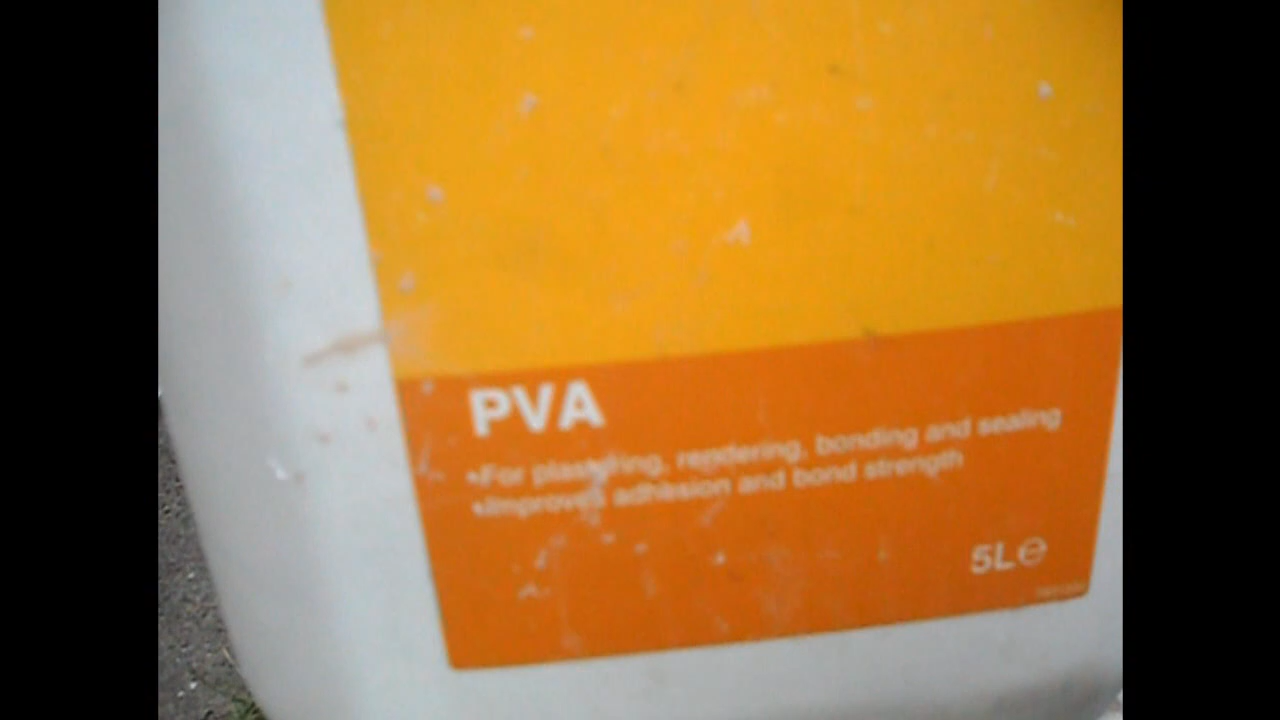 PVA
•For plastering, rendering, bonding and sealing
•Improves adhesion and bond strength
5L℮